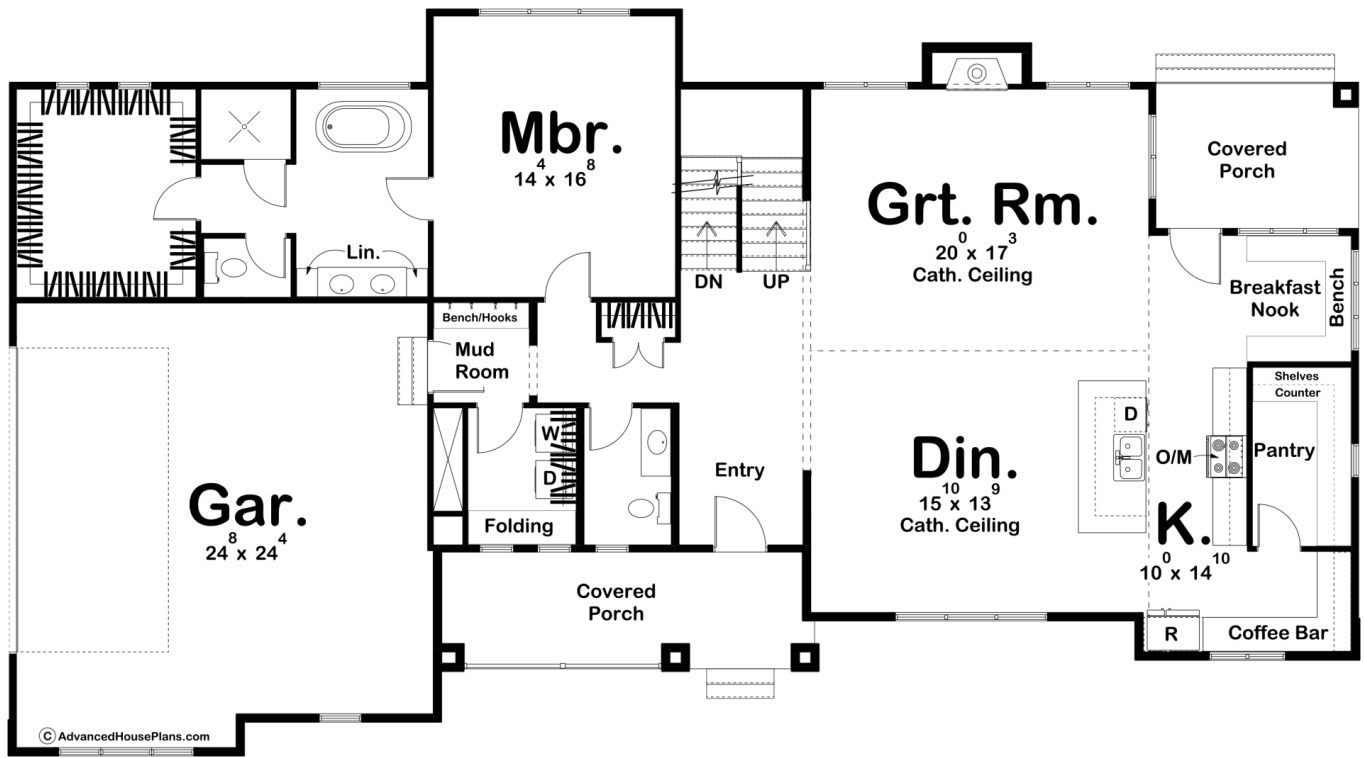 Mbr.
14⁴ x 16⁸
Covered
Porch
Grt. Rm.
20⁰ x 17³
Cath. Ceiling
Lin.
DN
UP
Breakfast
Nook
Bench
Bench/Hooks
Mud
Room
Shelves
Counter
D
W
Pantry
O/M
Din.
15¹⁰ x 13⁹
Cath. Ceiling
Entry
D
Gar.
24⁸ x 24⁴
Folding
K.
10⁰ x 14¹⁰
Covered
Porch
R
Coffee Bar
© AdvancedHousePlans.com